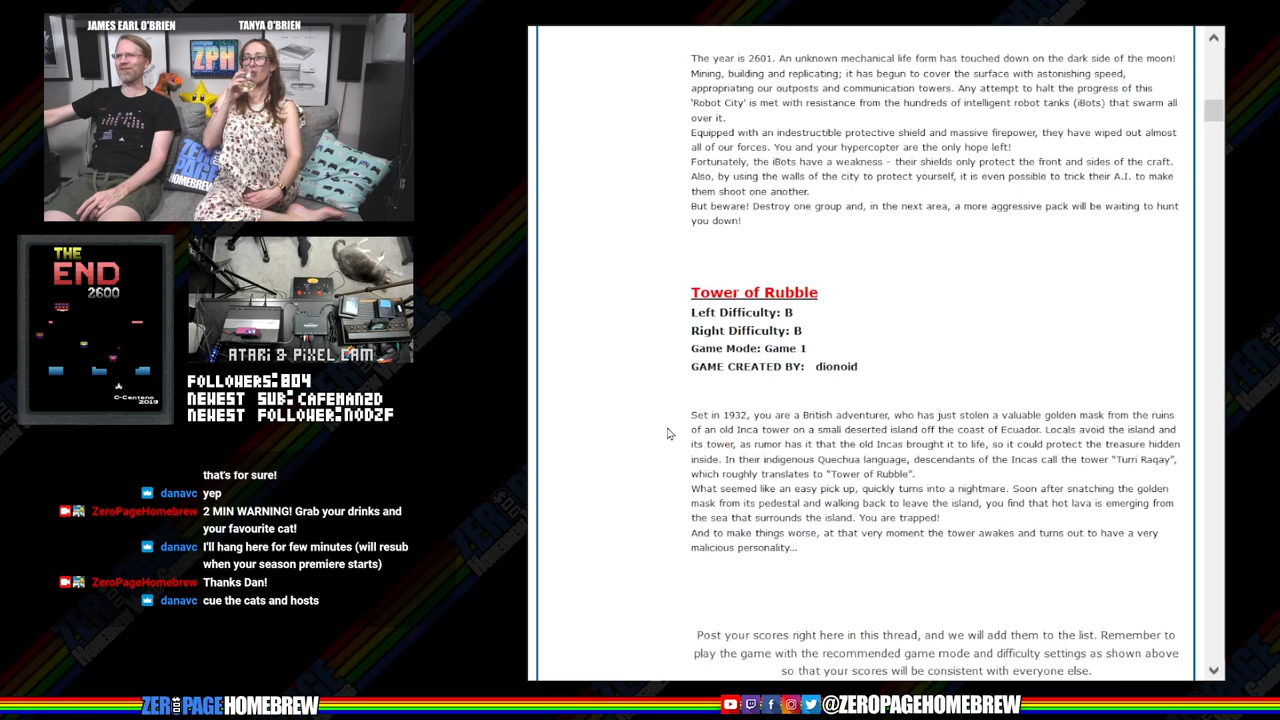 JAMES EARL O'BRIEN
TANYA O'BRIEN
ZPH
ZERO
PAGE
HOMEBREW
THE
END
2600
C-Centeno
2019
ATARI & PIXEL CAM
FOLLOWERS:804
NEWEST SUB:CAFEMAN2D
NEWEST FOLLOWER:NODZF
that's for sure!
danavc yep
ZeroPageHomebrew 2 MIN WARNING! Grab your drinks and
your favourite cat!
danavc I'll hang here for few minutes (will resub
when your season premiere starts)
ZeroPageHomebrew Thanks Dan!
danavc cue the cats and hosts
The year is 2601. An unknown mechanical life form has touched down on the dark side of the moon!
Mining, building and replicating; it has begun to cover the surface with astonishing speed,
appropriating our outposts and communication towers. Any attempt to halt the progress of this
‘Robot City’ is met with resistance from the hundreds of intelligent robot tanks (iBots) that swarm all
over it.
Equipped with an indestructible protective shield and massive firepower, they have wiped out almost
all of our forces. You and your hypercopter are the only hope left!
Fortunately, the iBots have a weakness - their shields only protect the front and sides of the craft.
Also, by using the walls of the city to protect yourself, it is even possible to trick their A.I. to make
them shoot one another.
But beware! Destroy one group and, in the next area, a more aggressive pack will be waiting to hunt
you down!
Tower of Rubble
Left Difficulty: B
Right Difficulty: B
Game Mode: Game 1
GAME CREATED BY: dionoid
Set in 1932, you are a British adventurer, who has just stolen a valuable golden mask from the ruins
of an old Inca tower on a small deserted island off the coast of Ecuador. Locals avoid the island and
its tower, as rumor has it that the old Incas brought it to life, so it could protect the treasure hidden
inside. In their indigenous Quechua language, descendants of the Incas call the tower “Turri Raqay”,
which roughly translates to “Tower of Rubble”.
What seemed like an easy pick up, quickly turns into a nightmare. Soon after snatching the golden
mask from its pedestal and walking back to leave the island, you find that hot lava is emerging from
the sea that surrounds the island. You are trapped!
And to make things worse, at that very moment the tower awakes and turns out to have a very
malicious personality...
Post your scores right here in this thread, and we will add them to the list. Remember to
play the game with the recommended game mode and difficulty settings as shown above
so that your scores will be consistent with everyone else.
ZEROPAGEHOMEBREW
@ZEROPAGEHOMEBREW